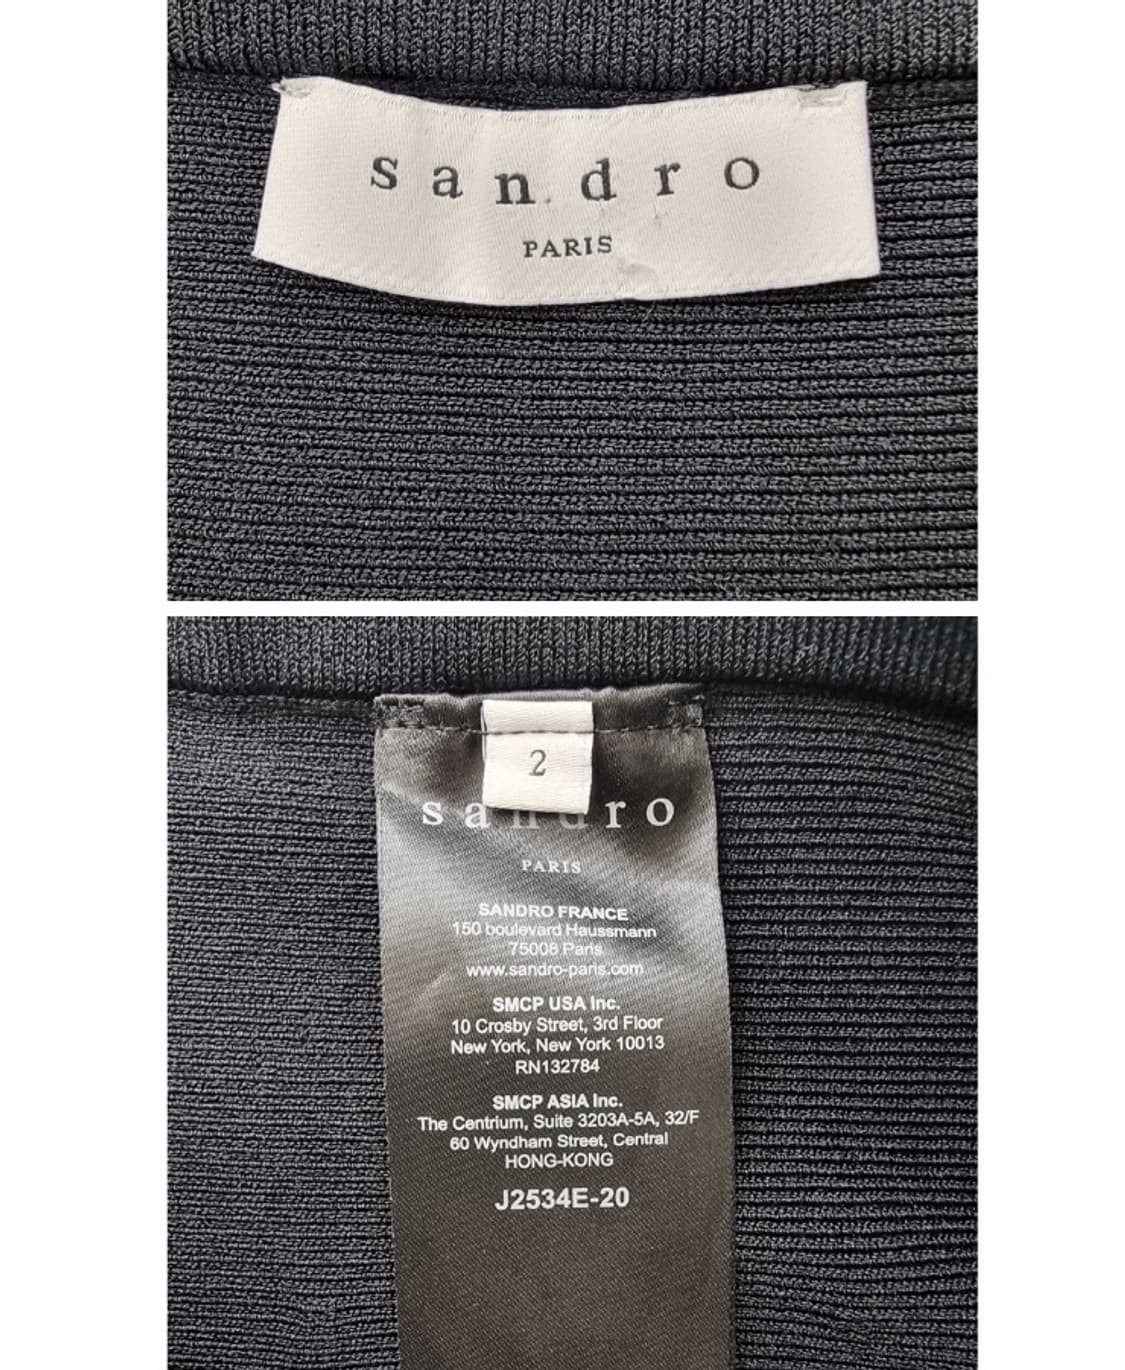 sandro
PARIS
2
sandro
PARIS
SANDRO FRANCE
150 boulevard Haussmann
75008 Paris
www.sandro-paris.com
SMCP USA Inc.
10 Crosby Street, 3rd Floor
New York, New York 10013
RN132784
SMCP ASIA Inc.
The Centrium, Suite 3203A-5A, 32/F
60 Wyndham Street, Central
HONG-KONG
J2534E-20